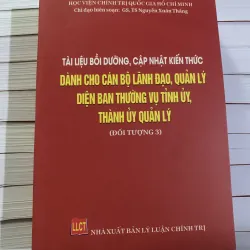 HỌC VIỆN CHÍNH TRỊ QUỐC GIA HỒ CHÍ MINH
Chỉ đạo biên soạn: GS, TS Nguyễn Xuân Thắng
TÀI LIỆU BỒI DƯỠNG, CẬP NHẬT KIẾN THỨC
DÀNH CHO CÁN BỘ LÃNH ĐẠO, QUẢN LÝ
DIỆN BAN THƯỜNG VỤ TỈNH ỦY,
THÀNH ỦY QUẢN LÝ
(ĐỐI TƯỢNG 3)
LLCT
NHÀ XUẤT BẢN LÝ LUẬN CHÍNH TRỊ